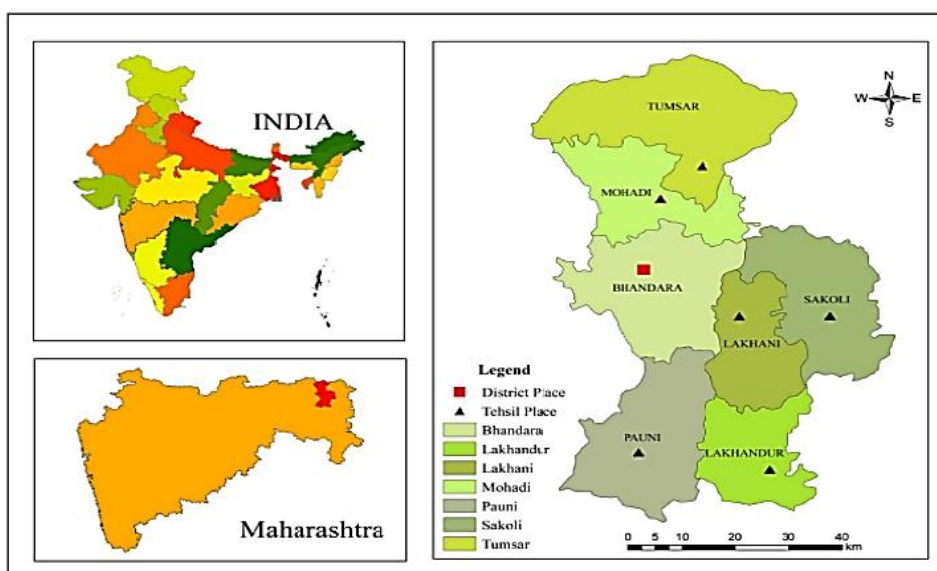 INDIA
Maharashtra
N
W E
S
TUMSAR
MOHADI
BHANDARA
SAKOLI
LAKHANI
PAUNI
LAKHANDUR
Legend
District Place
Tehsil Place
Bhandara
Lakhandur
Lakhani
Mohadi
Pauni
Sakoli
Tumsar
0 5 10 20 30 40
km